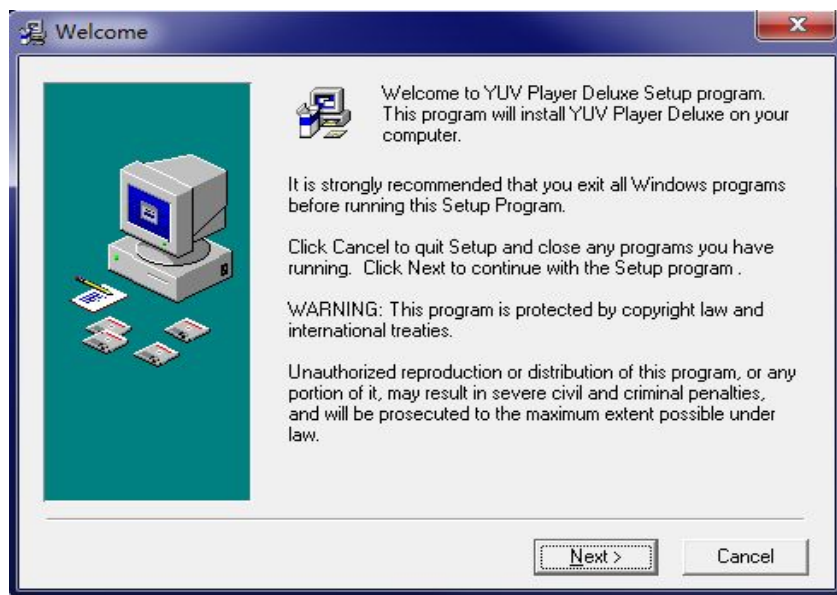 Welcome
Welcome to YUV Player Deluxe Setup program.
This program will install YUV Player Deluxe on your
computer.
It is strongly recommended that you exit all Windows programs
before running this Setup Program.
Click Cancel to quit Setup and close any programs you have
running.  Click Next to continue with the Setup program .
WARNING: This program is protected by copyright law and
international treaties.
Unauthorized reproduction or distribution of this program, or any
portion of it, may result in severe civil and criminal penalties,
and will be prosecuted to the maximum extent possible under
law.
Next >
Cancel